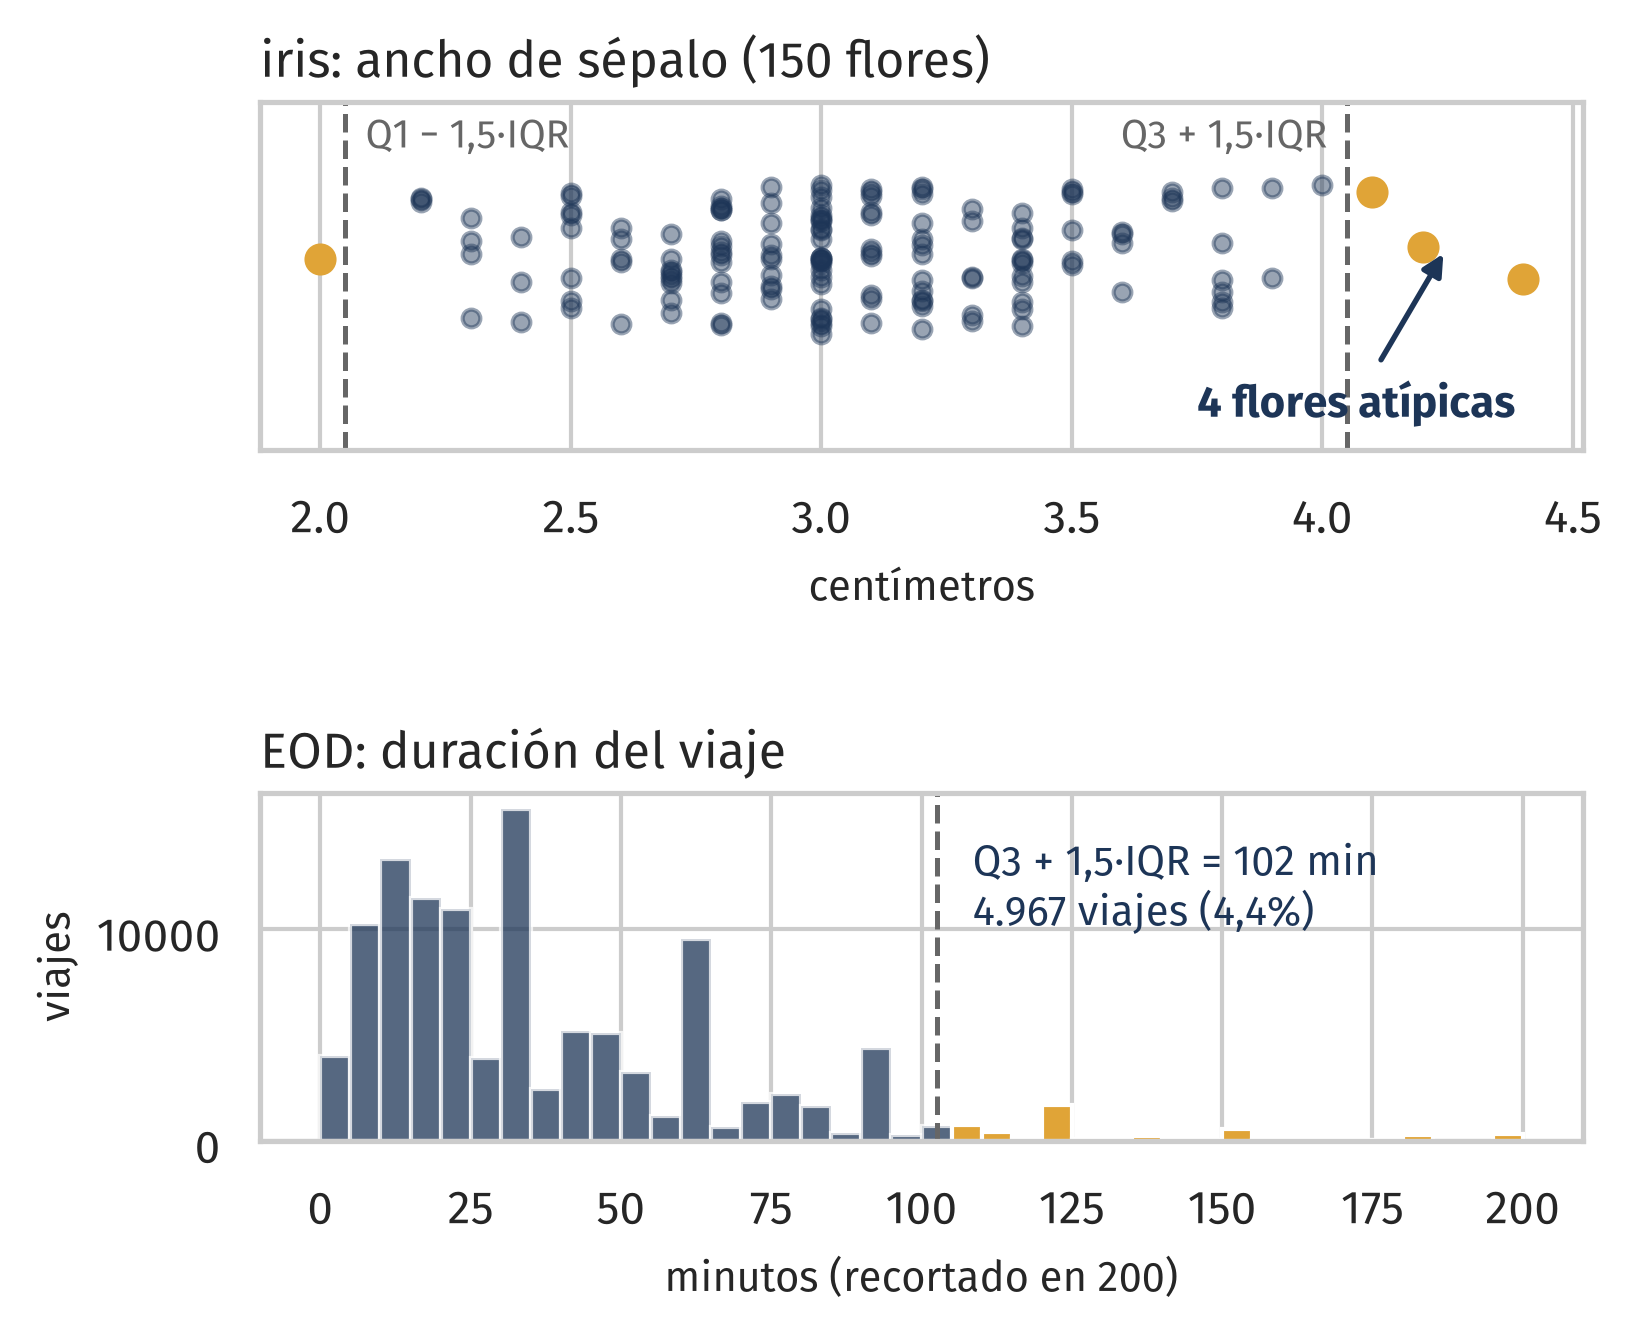 iris: ancho de sépalo (150 flores)
Q1 − 1,5·IQR
Q3 + 1,5·IQR
4 flores atípicas
2.0 2.5 3.0 3.5 4.0 4.5
centímetros
EOD: duración del viaje
Q3 + 1,5·IQR = 102 min
4.967 viajes (4,4%)
viajes
10000
0
0 25 50 75 100 125 150 175 200
minutos (recortado en 200)